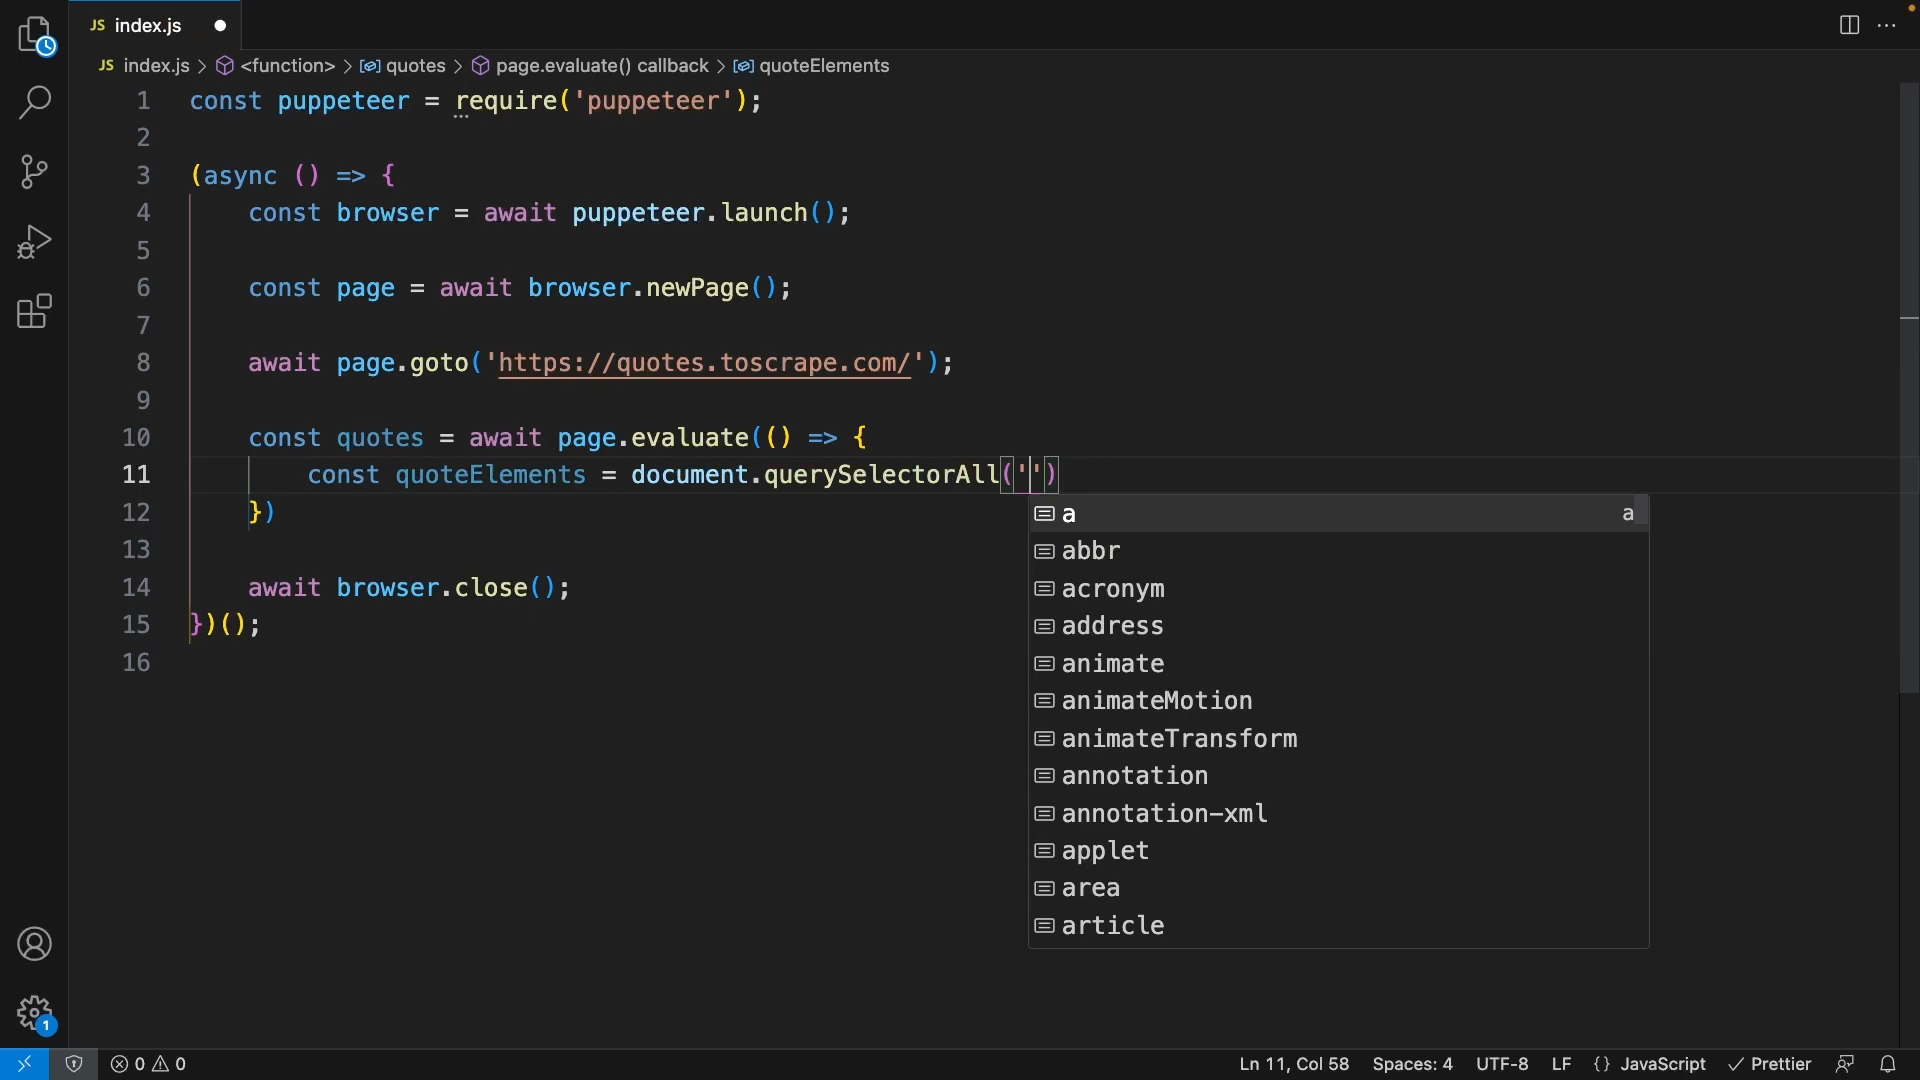 JS index.js
JS index.js > <function> > quotes > page.evaluate() callback > quoteElements
1 const puppeteer = require('puppeteer');
2
3 (async () => {
4 const browser = await puppeteer.launch();
5
6 const page = await browser.newPage();
7
8 await page.goto('https://quotes.toscrape.com/');
9
10 const quotes = await page.evaluate(() => {
11 const quoteElements = document.querySelectorAll('')
12 })
13
14 await browser.close();
15 })();
16
a a
abbr
acronym
address
animate
animateMotion
animateTransform
annotation
annotation-xml
applet
area
article
1
0 0 Ln 11, Col 58 Spaces: 4 UTF-8 LF {} JavaScript Prettier